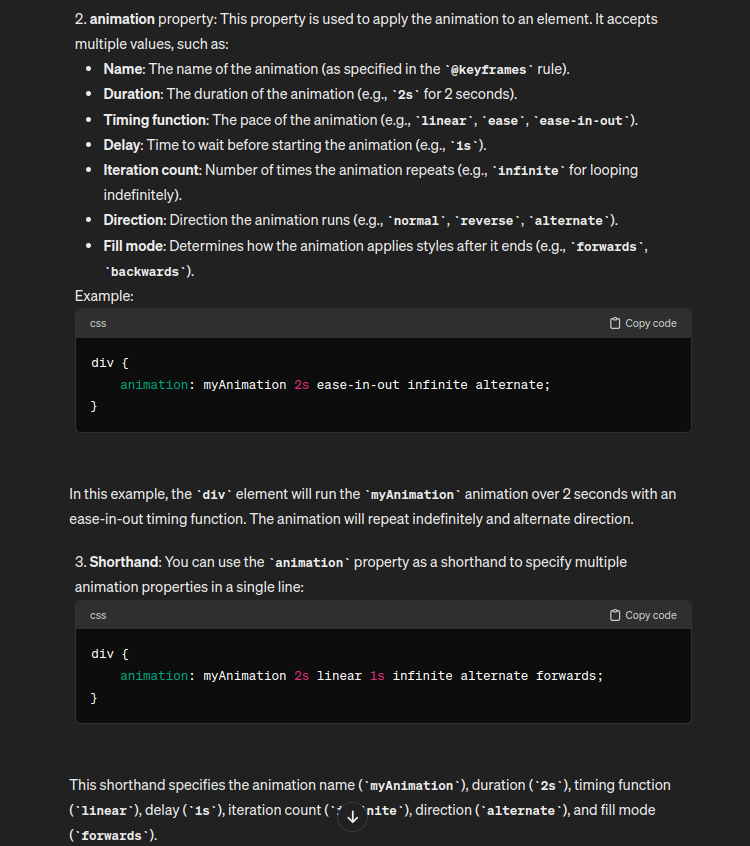 2. animation property: This property is used to apply the animation to an element. It accepts
multiple values, such as:
• Name: The name of the animation (as specified in the `@keyframes` rule).
• Duration: The duration of the animation (e.g., `2s` for 2 seconds).
• Timing function: The pace of the animation (e.g., `linear`, `ease`, `ease-in-out`).
• Delay: Time to wait before starting the animation (e.g., `1s`).
• Iteration count: Number of times the animation repeats (e.g., `infinite` for looping
indefinitely).
• Direction: Direction the animation runs (e.g., `normal`, `reverse`, `alternate`).
• Fill mode: Determines how the animation applies styles after it ends (e.g., `forwards`,
`backwards`).
Example:
css Copy code
div {
animation: myAnimation 2s ease-in-out infinite alternate;
}
In this example, the `div` element will run the `myAnimation` animation over 2 seconds with an
ease-in-out timing function. The animation will repeat indefinitely and alternate direction.
3. Shorthand: You can use the `animation` property as a shorthand to specify multiple
animation properties in a single line:
css Copy code
div {
animation: myAnimation 2s linear 1s infinite alternate forwards;
}
This shorthand specifies the animation name (`myAnimation`), duration (`2s`), timing function
(`linear`), delay (`1s`), iteration count (`nite`), direction (`alternate`), and fill mode
(`forwards`).